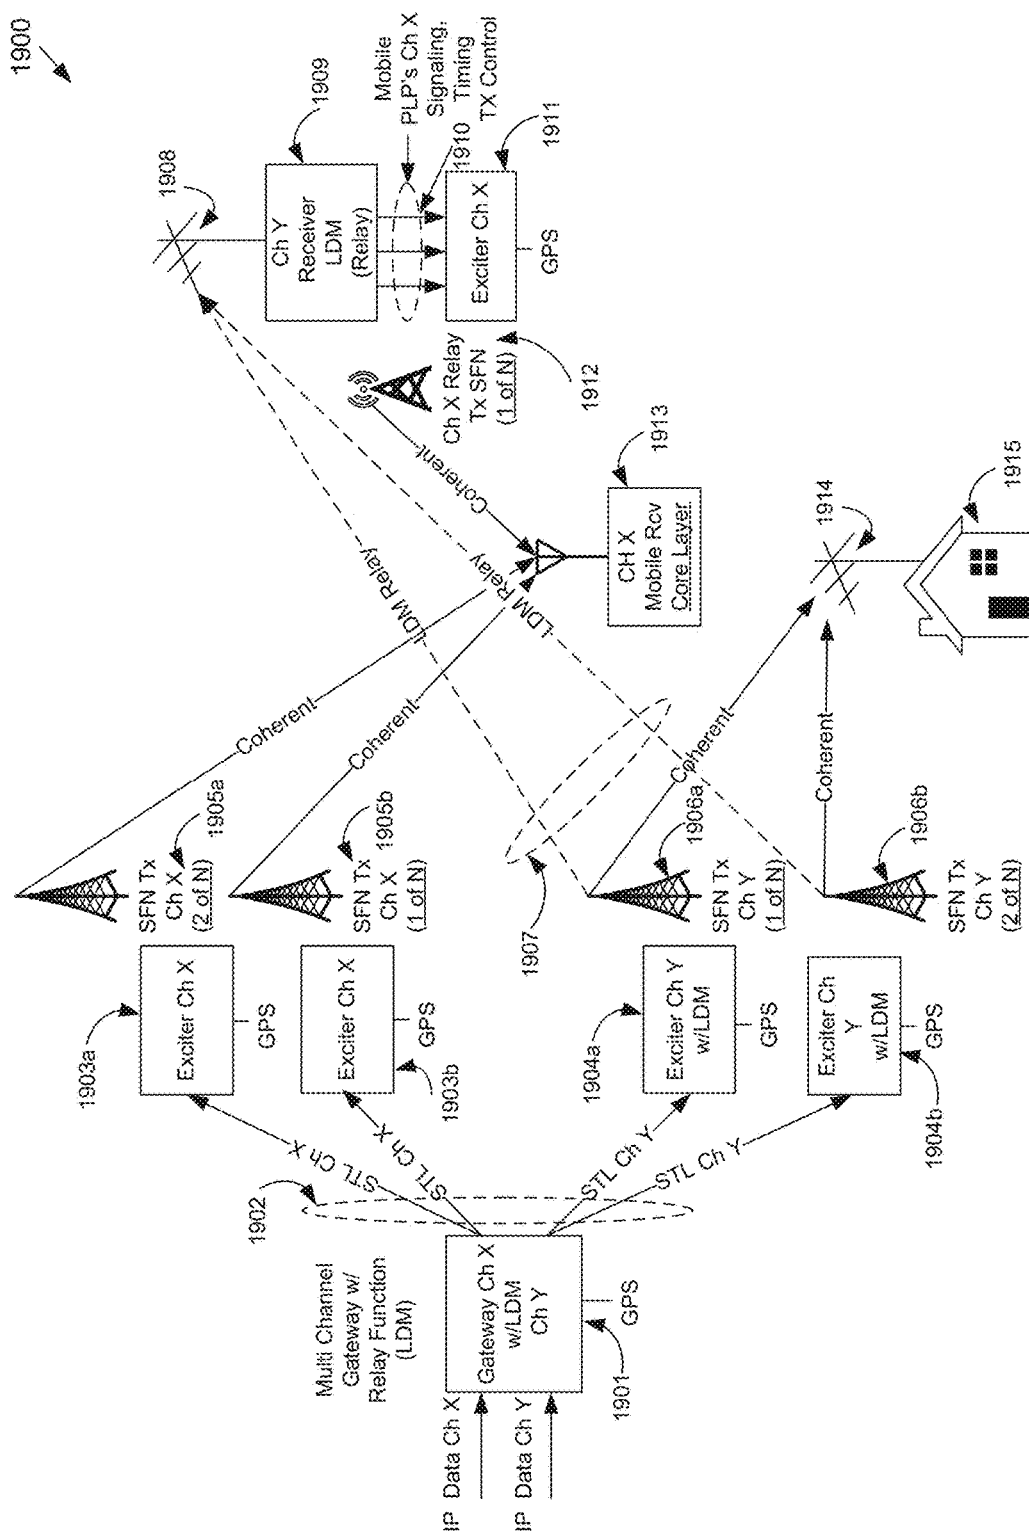 1900
IP Data Ch X
IP Data Ch Y
Multi Channel
Gateway w/
Relay Function
(LDM)
Gateway Ch X
w/LDM
Ch Y
GPS
1901
1902
STL Ch X
STL Ch X
STL Ch Y
STL Ch Y
1903a
Exciter Ch X
GPS
Exciter Ch X
GPS
1903b
1904a
Exciter Ch Y
w/LDM
GPS
Exciter Ch
Y
w/LDM
GPS
1904b
SFN Tx
Ch X
(2 of N)
1905a
SFN Tx
Ch X
(1 of N)
1905b
SFN Tx
Ch Y
(1 of N)
1906a
SFN Tx
Ch Y
(2 of N)
1906b
1907
Coherent
Coherent
Coherent
Coherent
LDM Relay
LDM Relay
Coherent
1908
Ch Y
Receiver
LDM
(Relay)
1909
Mobile
PLP's Ch X
Signaling,
Timing
TX Control
1910
Exciter Ch X
GPS
1911
Ch X Relay
Tx SFN
(1 of N)
1912
CH X
Mobile Rcv
Core Layer
1913
1914
1915